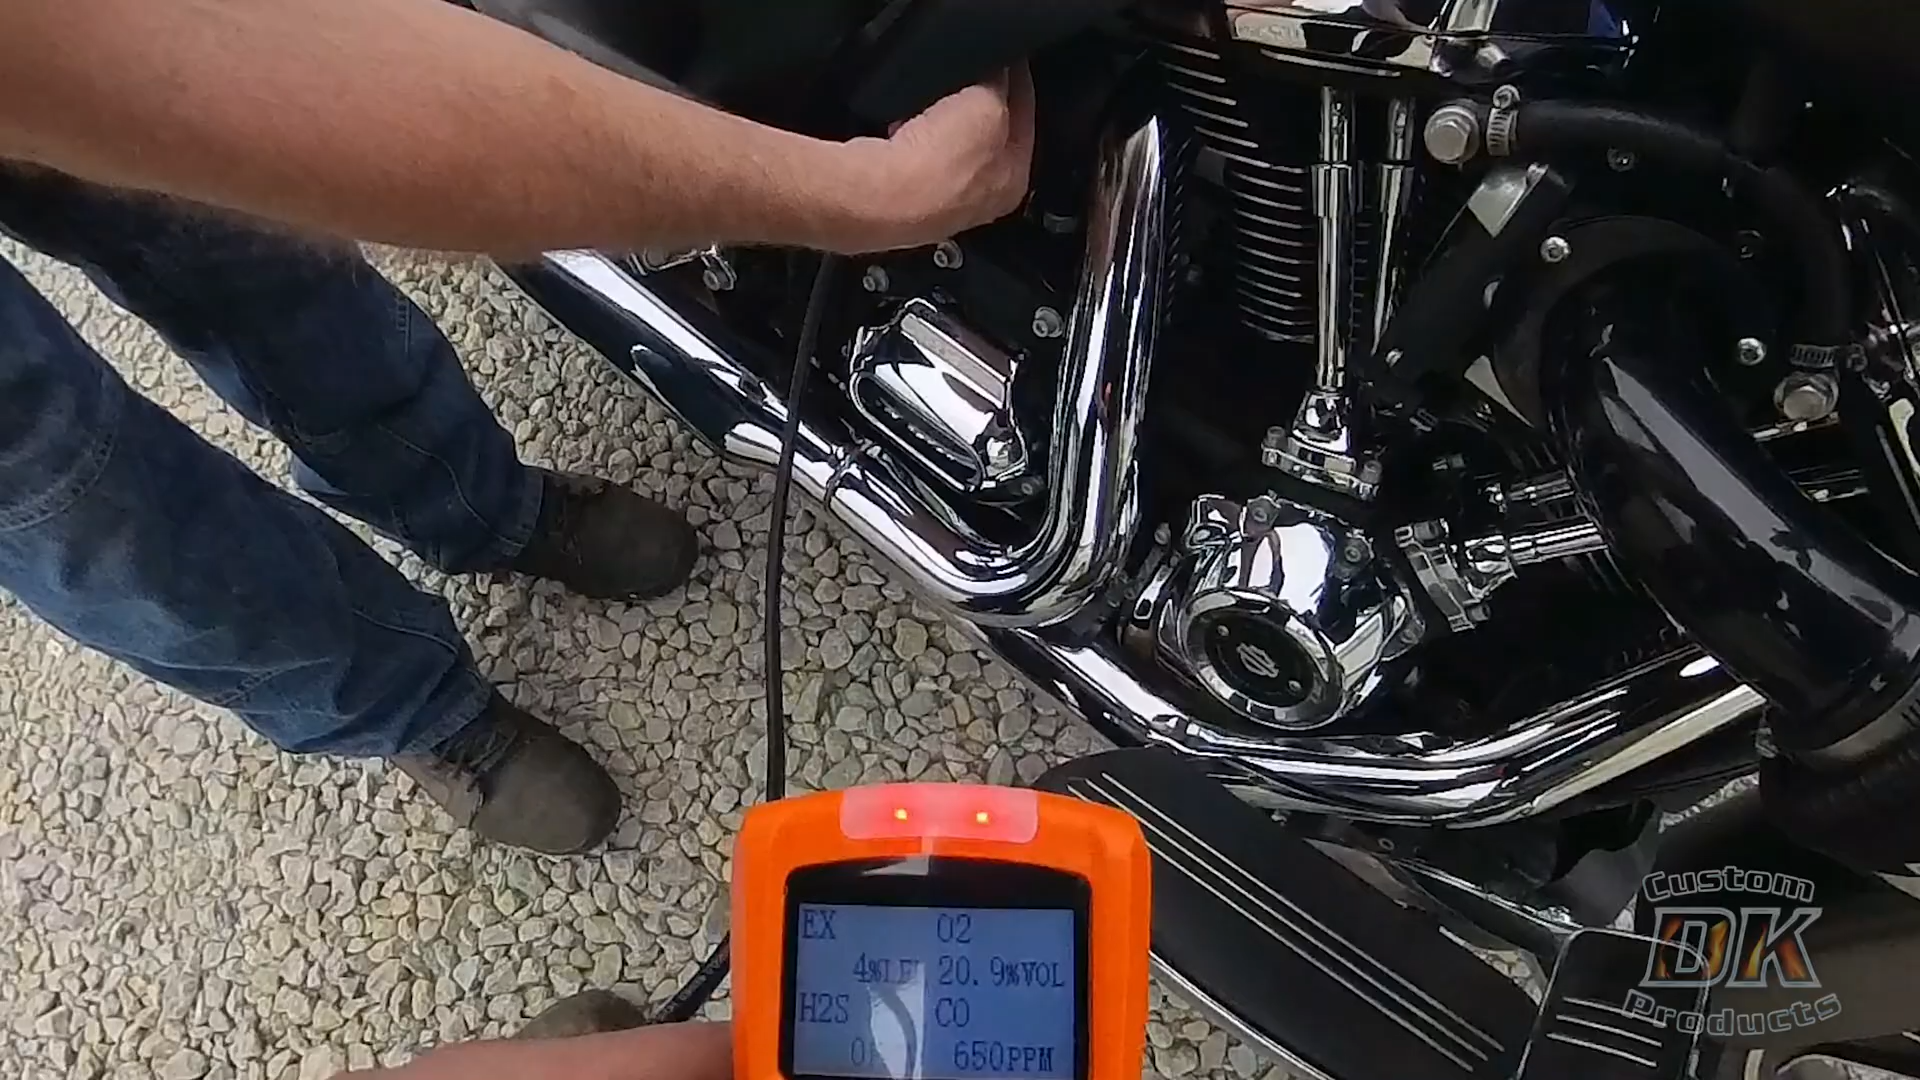 EX O2
4%LEL 20.9%VOL
H2S CO
650PPM
Custom
DK
Products